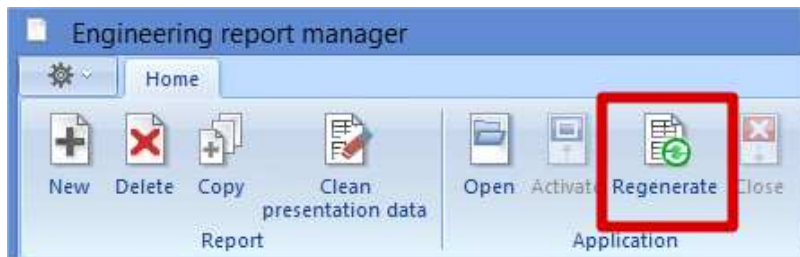 Engineering report manager
Home
New Delete Copy Clean presentation data Open Activate Regenerate Close
Report Application